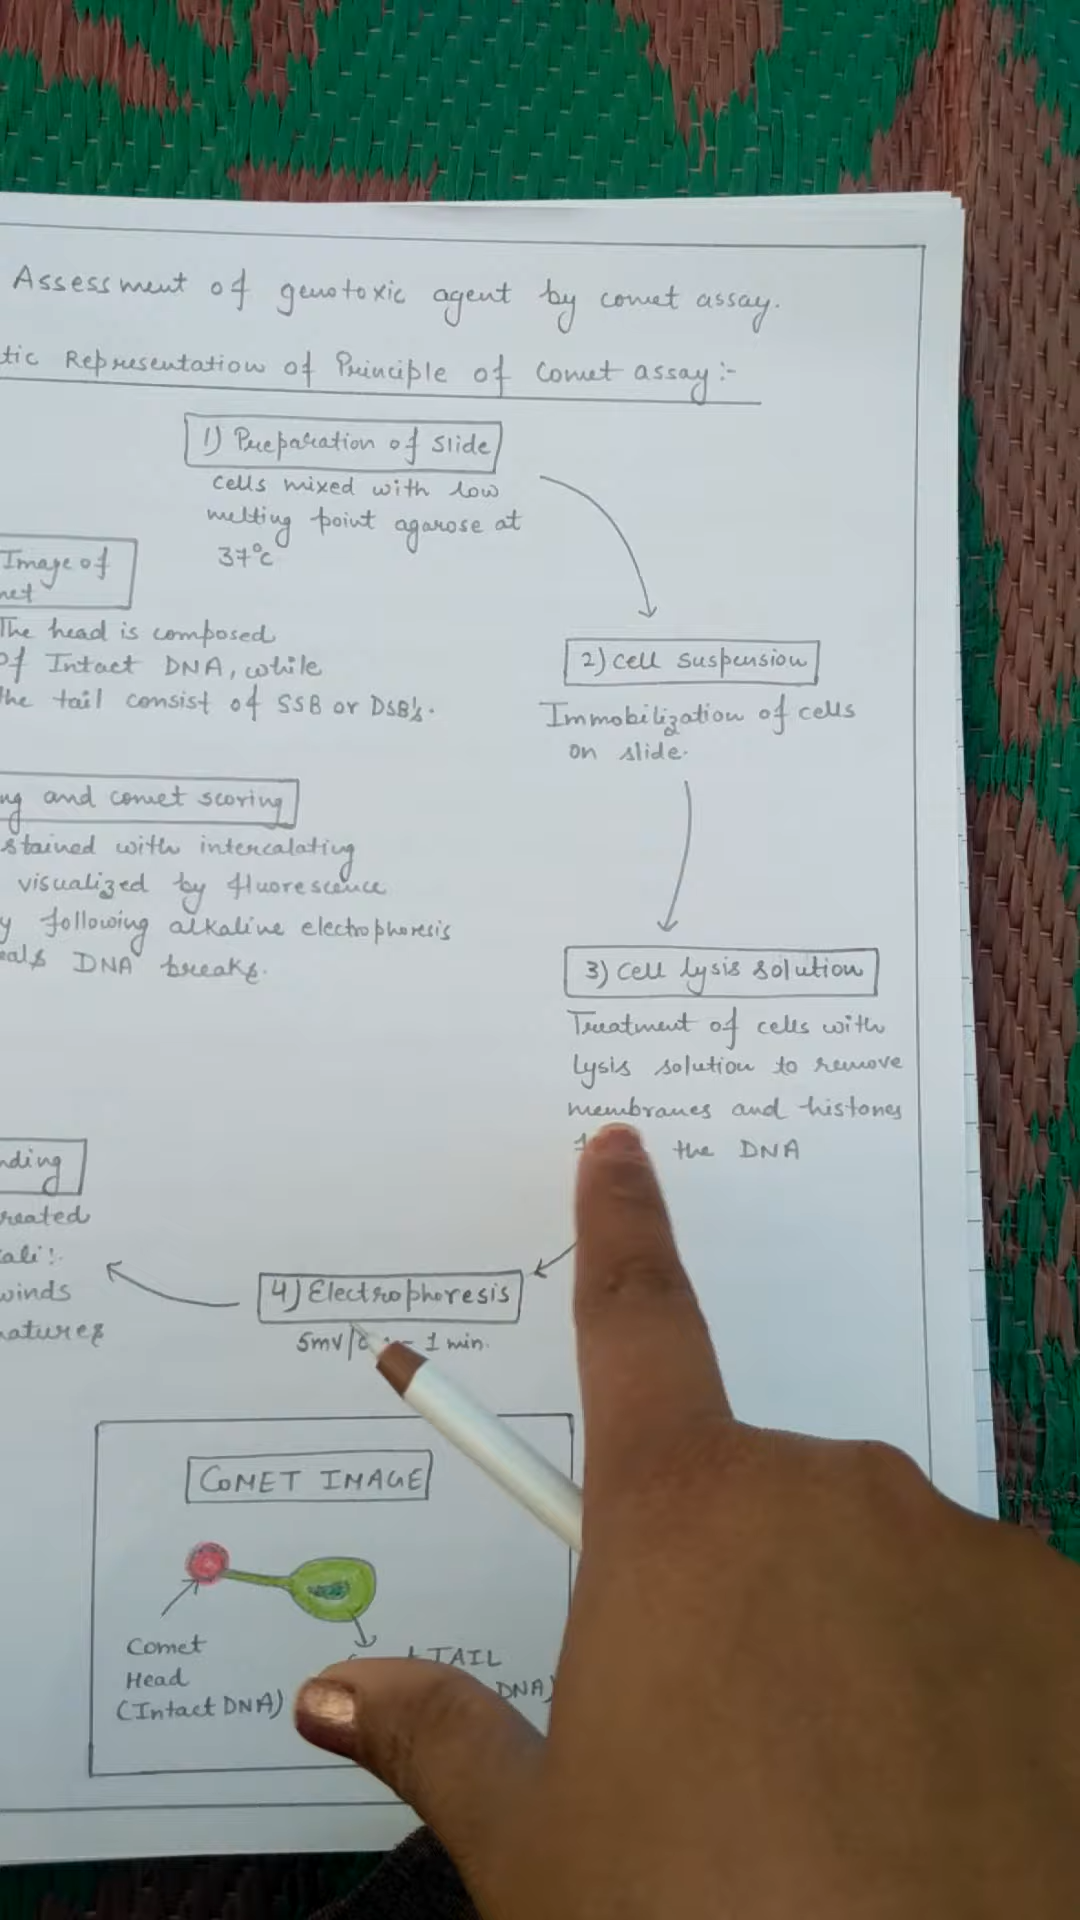 Assessment of genotoxic agent by comet assay.
tic Representation of Principle of Comet assay :-
1) Preparation of slide
cells mixed with low
melting point agarose at
37°c
2) cell suspension
Immobilization of cells
on slide.
3) cell lysis solution
Treatment of cells with
lysis solution to remove
membranes and histones
the DNA
4) Electrophoresis
1 min.
nding
reated
winds
natures
ng and comet scoring
stained with intercalating
visualized by fluorescence
y following alkaline electrophoresis
eals DNA breaks.
Image of
net
The head is composed
of Intact DNA, while
the tail consist of SSB or DSB's.
COMET IMAGE
Comet
Head
(Intact DNA)
TAIL
DNA)